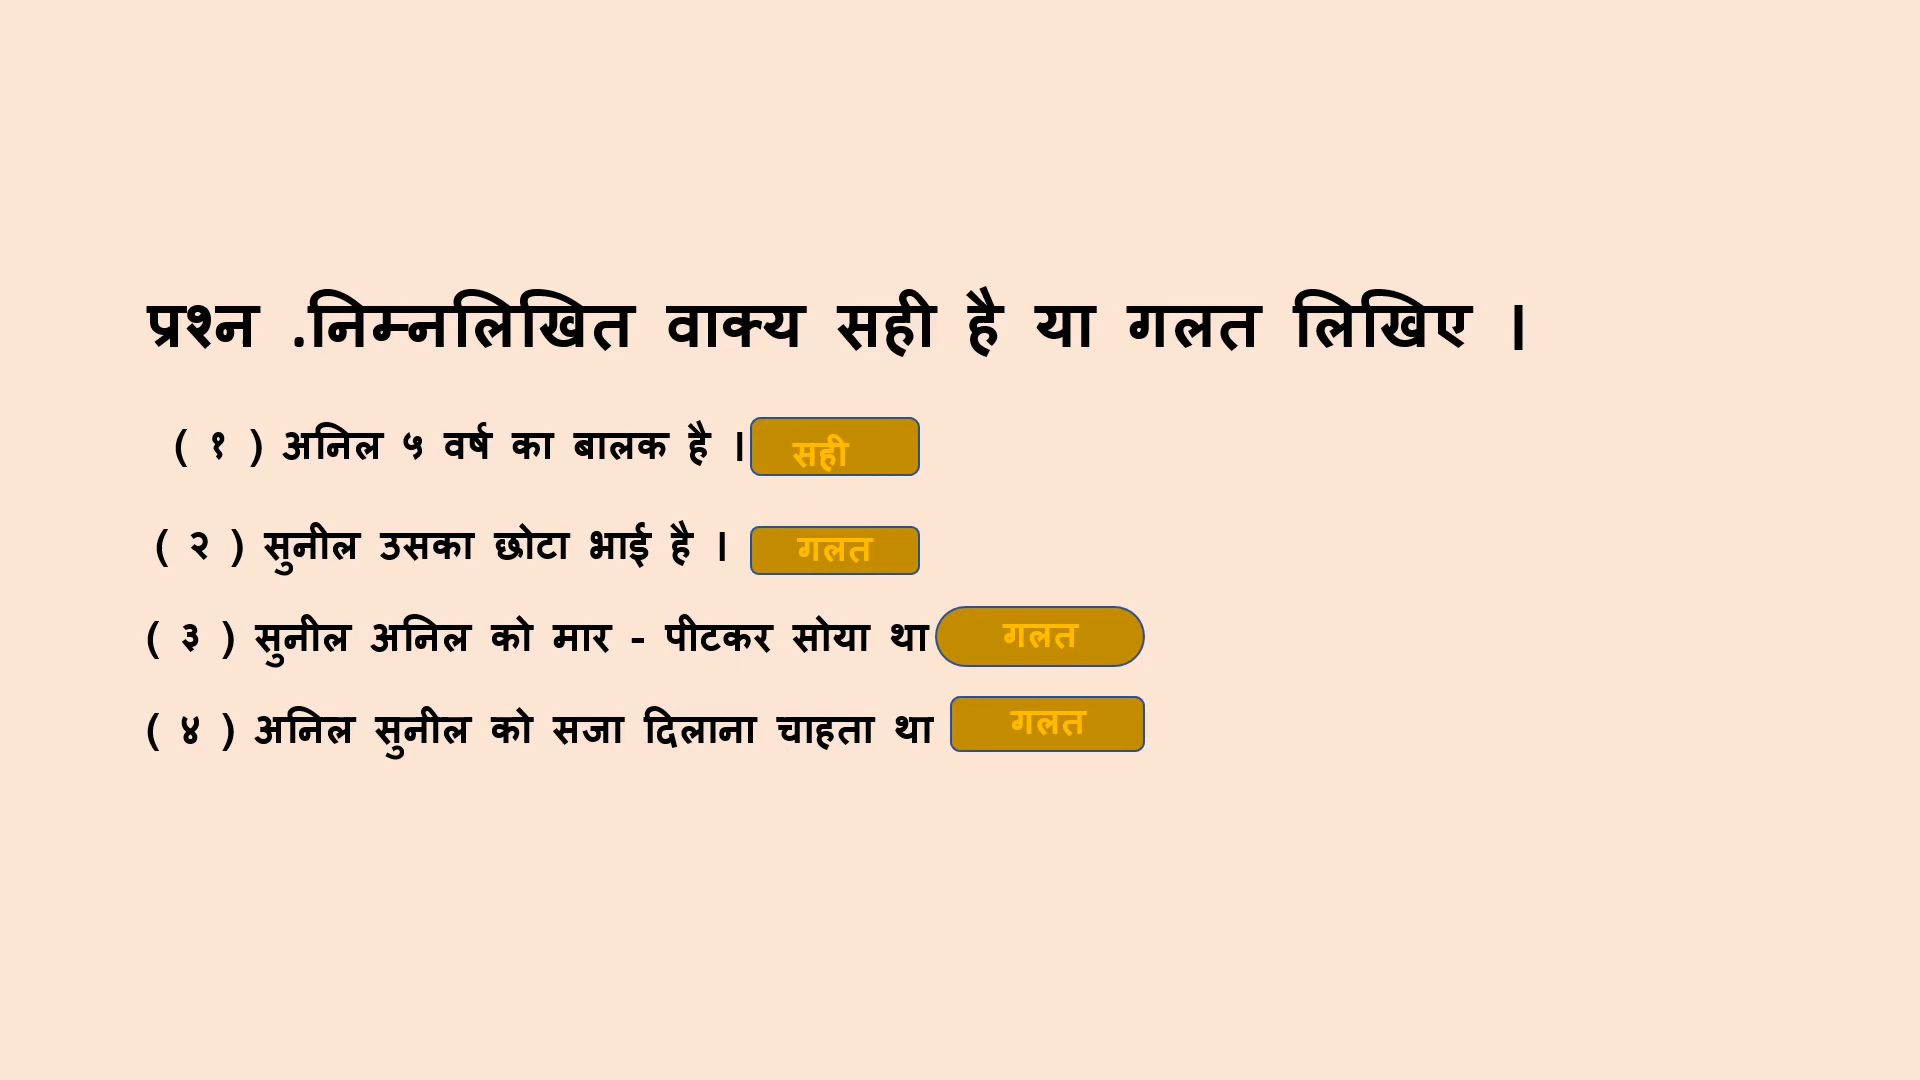 प्रश्न .निम्नलिखित वाक्य सही है या गलत लिखिए ।
( १ ) अनिल ५ वर्ष का बालक है । सही
( २ ) सुनील उसका छोटा भाई है । गलत
( ३ ) सुनील अनिल को मार - पीटकर सोया था गलत
( ४ ) अनिल सुनील को सजा दिलाना चाहता था गलत